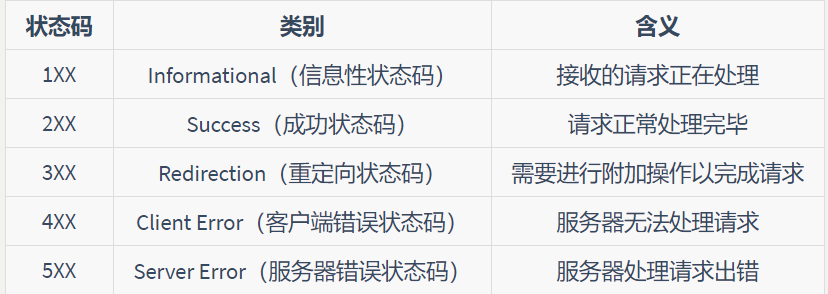 状态码 类别 含义
1XX Informational（信息性状态码） 接收的请求正在处理
2XX Success（成功状态码） 请求正常处理完毕
3XX Redirection（重定向状态码） 需要进行附加操作以完成请求
4XX Client Error（客户端错误状态码） 服务器无法处理请求
5XX Server Error（服务器错误状态码） 服务器处理请求出错